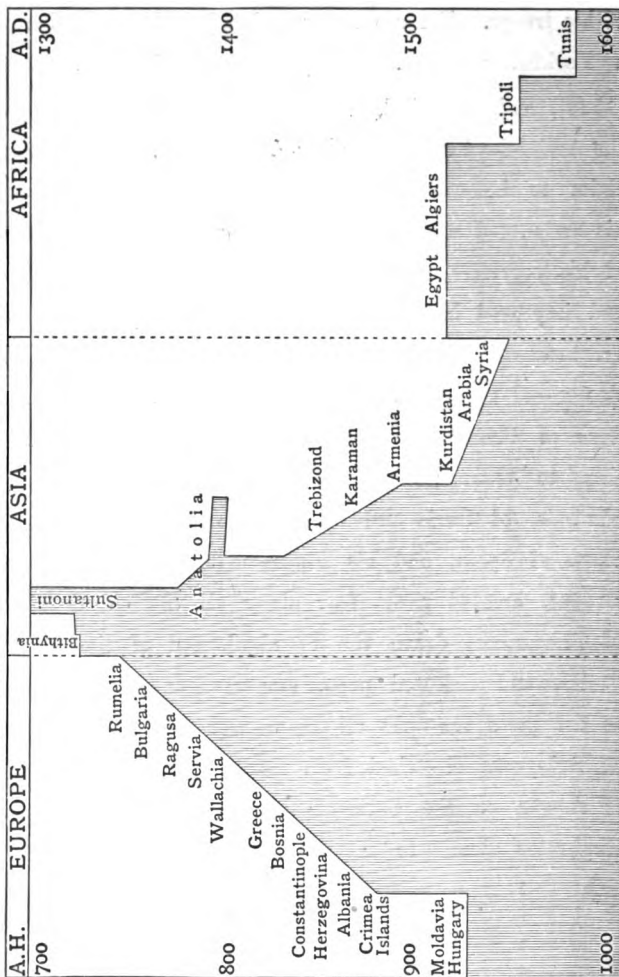 A.H.
EUROPE
ASIA
AFRICA
A.D.
700
1300
Sultanoni
Bithynia
Rumelia
Bulgaria
Ragusa
Servia
Anatolia
800
1400
Wallachia
Greece
Bosnia
Constantinople
Herzegovina
Albania
Crimea
Islands
Trebizond
Karaman
Armenia
900
1500
Moldavia
Hungary
Kurdistan
Arabia
Syria
Egypt Algiers
Tripoli
Tunis
1000
1600